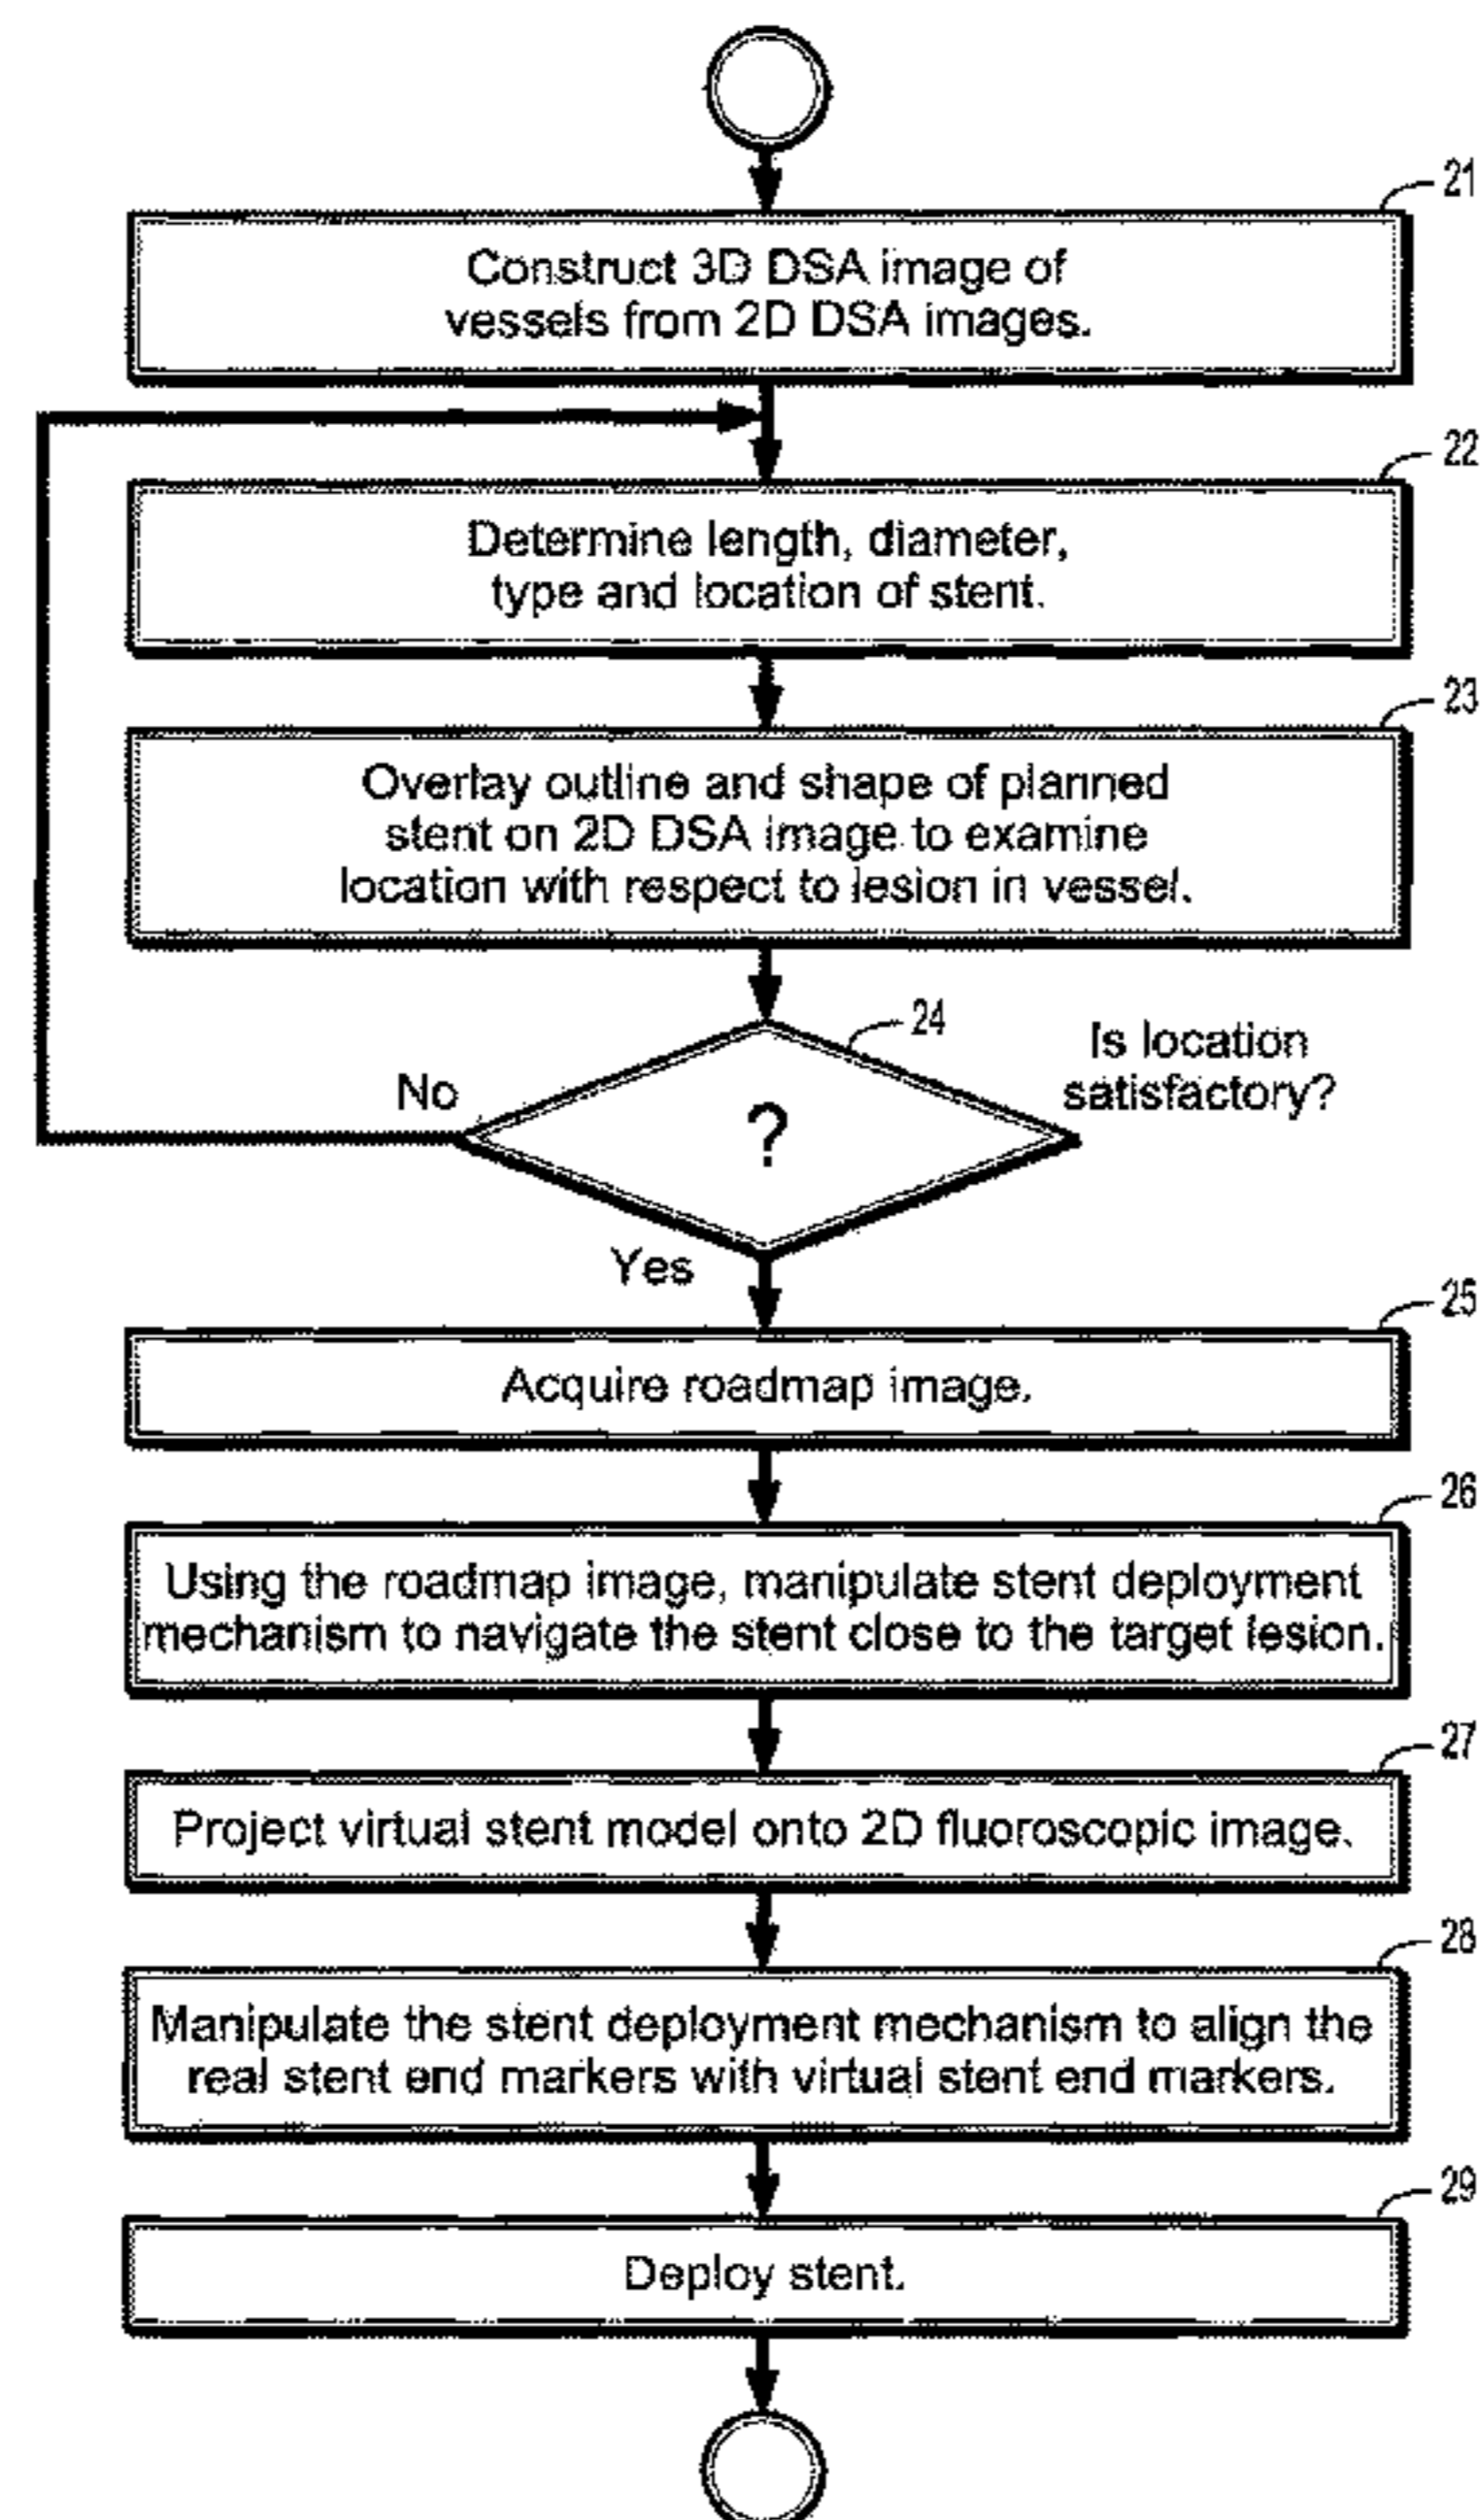 21
Construct 3D DSA image of
vessels from 2D DSA images.
22
Determine length, diameter,
type and location of stent.
23
Overlay outline and shape of planned
stent on 2D DSA image to examine
location with respect to lesion in vessel.
24
Is location
satisfactory?
No
?
Yes
25
Acquire roadmap image.
26
Using the roadmap image, manipulate stent deployment
mechanism to navigate the stent close to the target lesion.
27
Project virtual stent model onto 2D fluoroscopic image.
28
Manipulate the stent deployment mechanism to align the
real stent end markers with virtual stent end markers.
29
Deploy stent.